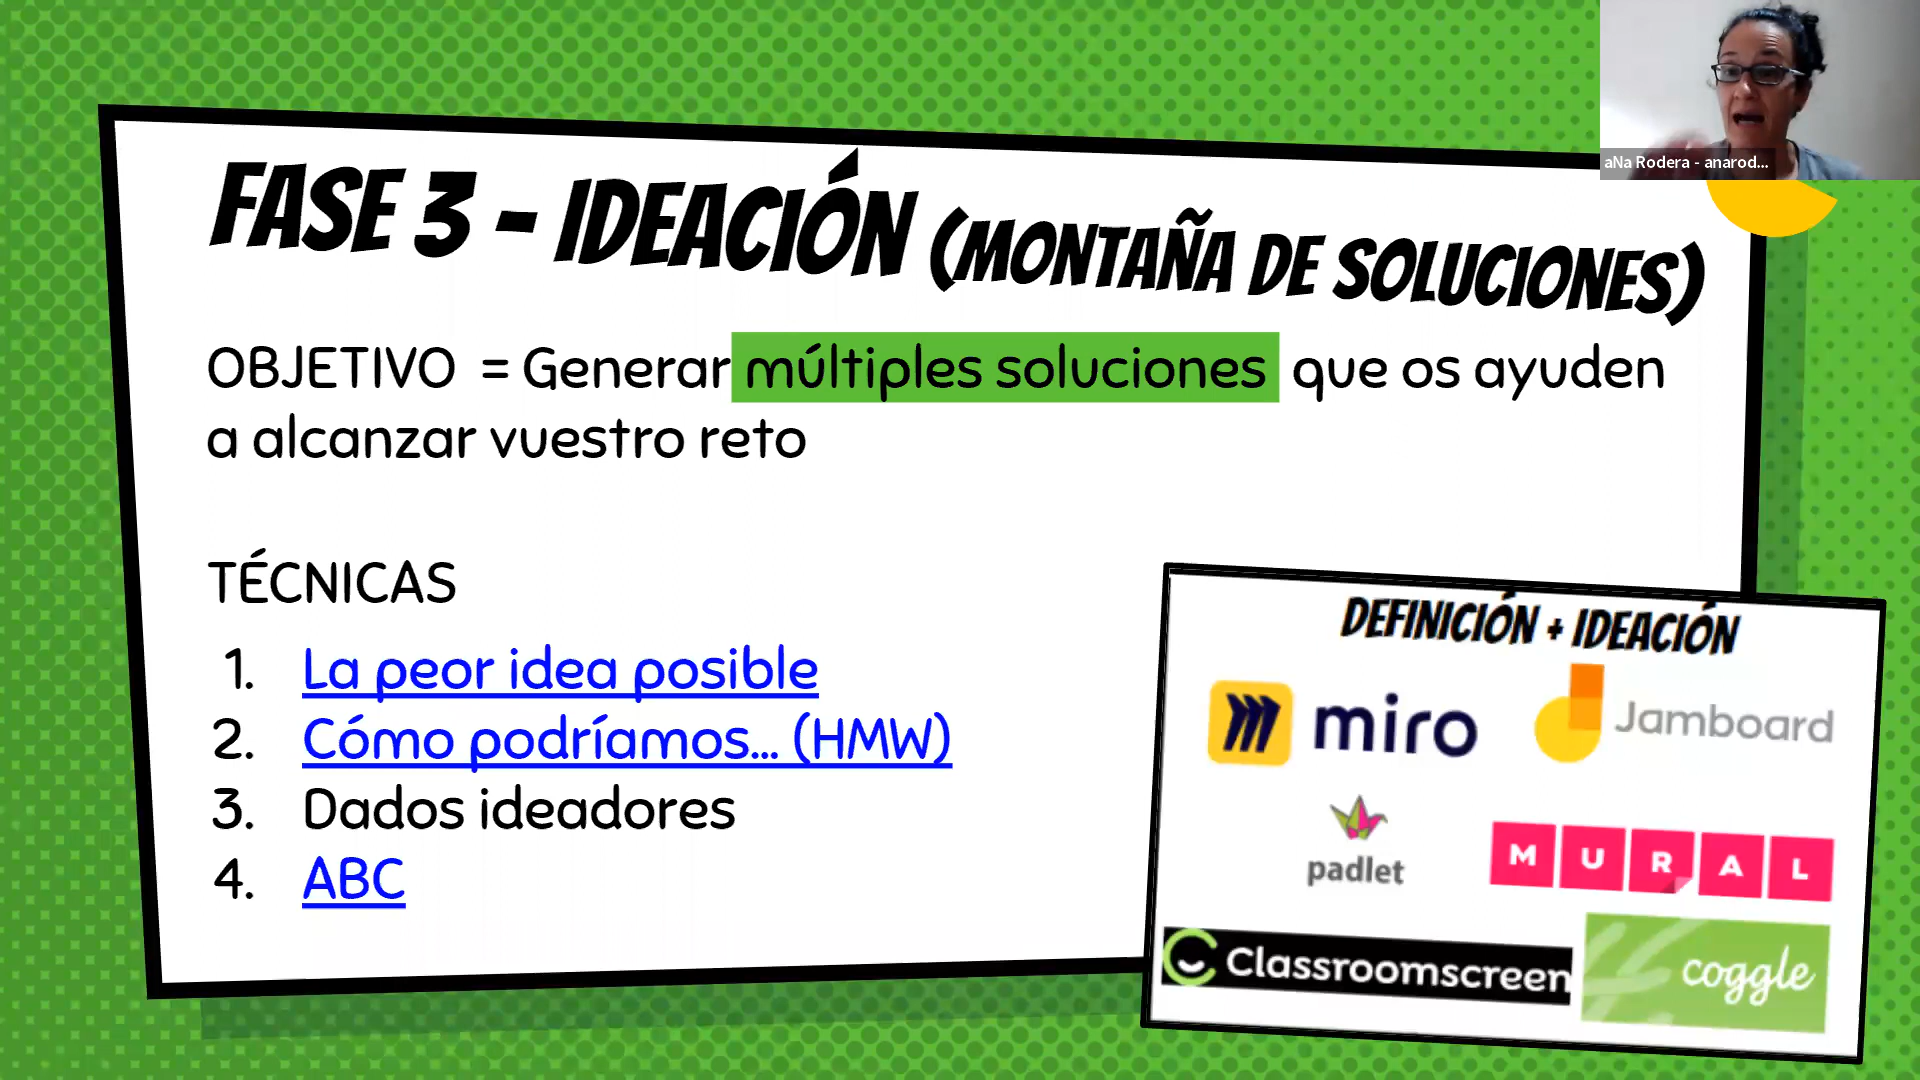 aNa Rodera - anarod...
FASE 3 - IDEACIÓN (MONTAÑA DE SOLUCIONES)
OBJETIVO = Generar múltiples soluciones que os ayuden
a alcanzar vuestro reto
TÉCNICAS
1. La peor idea posible
2. Cómo podríamos... (HMW)
3. Dados ideadores
4. ABC
DEFINICIÓN + IDEACIÓN
miro
Jamboard
padlet
MURAL
Classroomscreen
coggle